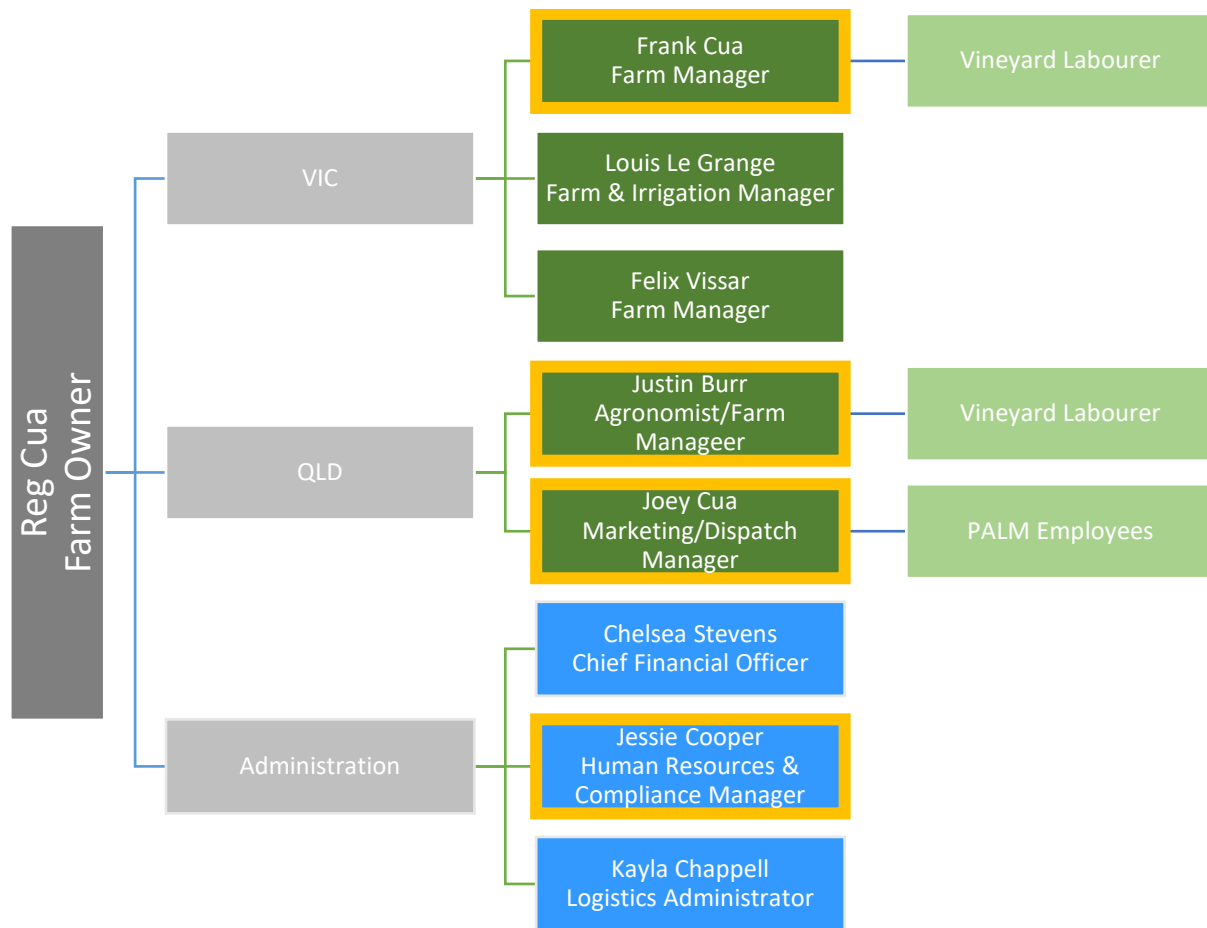 Reg Cua
Farm Owner
VIC
Frank Cua
Farm Manager
Vineyard Labourer
Louis Le Grange
Farm & Irrigation Manager
Felix Vissar
Farm Manager
QLD
Justin Burr
Agronomist/Farm
Manageer
Vineyard Labourer
Joey Cua
Marketing/Dispatch
Manager
PALM Employees
Administration
Chelsea Stevens
Chief Financial Officer
Jessie Cooper
Human Resources &
Compliance Manager
Kayla Chappell
Logistics Administrator